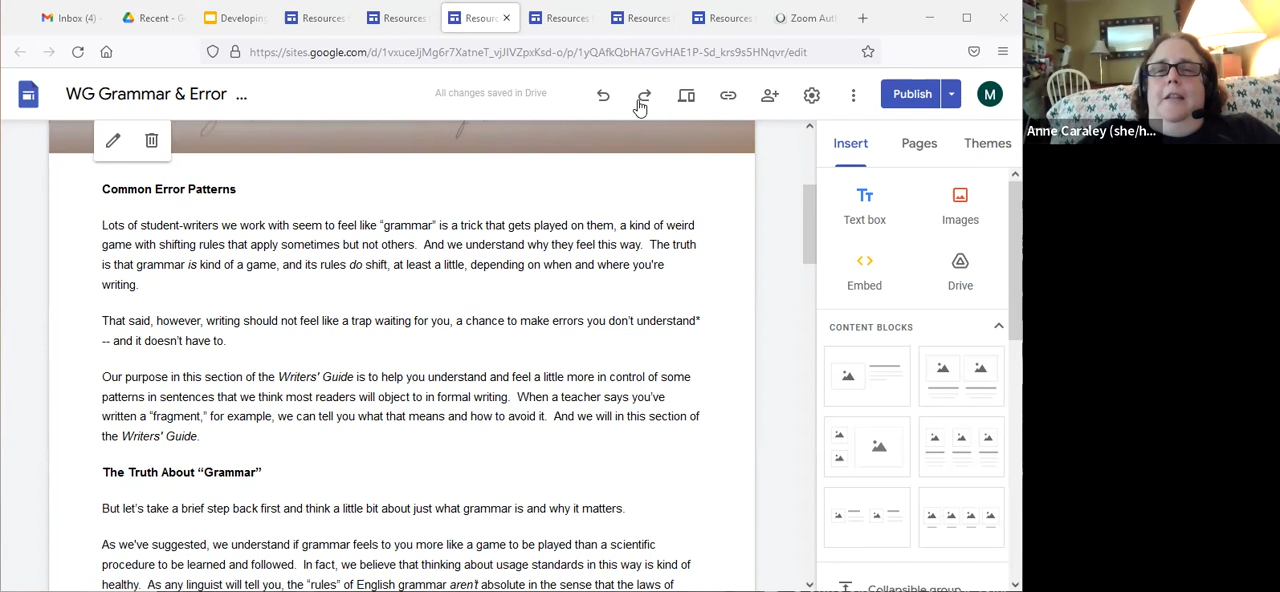 Inbox (4)
Recent - G
Developing
Resources
Resources
Resourc
Resources
Resources
Resources
Zoom Aut
https://sites.google.com/d/1vxuceJjMg6r7XatneT_vjJIVZpxKsd-o/p/1yQAfkQbHA7GvHAE1P-Sd_krs9s5HNqvr/edit
WG Grammar & Error ...
All changes saved in Drive
Publish
M
Anne Caraley (she/h...
Insert
Pages
Themes
Text box
Images
Embed
Drive
CONTENT BLOCKS
Collapsible group
Common Error Patterns
Lots of student-writers we work with seem to feel like “grammar” is a trick that gets played on them, a kind of weird
game with shifting rules that apply sometimes but not others.  And we understand why they feel this way.  The truth
is that grammar is kind of a game, and its rules do shift, at least a little, depending on when and where you're
writing.
That said, however, writing should not feel like a trap waiting for you, a chance to make errors you don’t understand*
-- and it doesn’t have to.
Our purpose in this section of the Writers' Guide is to help you understand and feel a little more in control of some
patterns in sentences that we think most readers will object to in formal writing.  When a teacher says you’ve
written a “fragment,” for example, we can tell you what that means and how to avoid it.  And we will in this section of
the Writers' Guide.
The Truth About “Grammar”
But let’s take a brief step back first and think a little bit about just what grammar is and why it matters.
As we've suggested, we understand if grammar feels to you more like a game to be played than a scientific
procedure to be learned and followed.  In fact, we believe that thinking about usage standards in this way is kind of
healthy.  As any linguist will tell you, the “rules” of English grammar aren’t absolute in the sense that the laws of